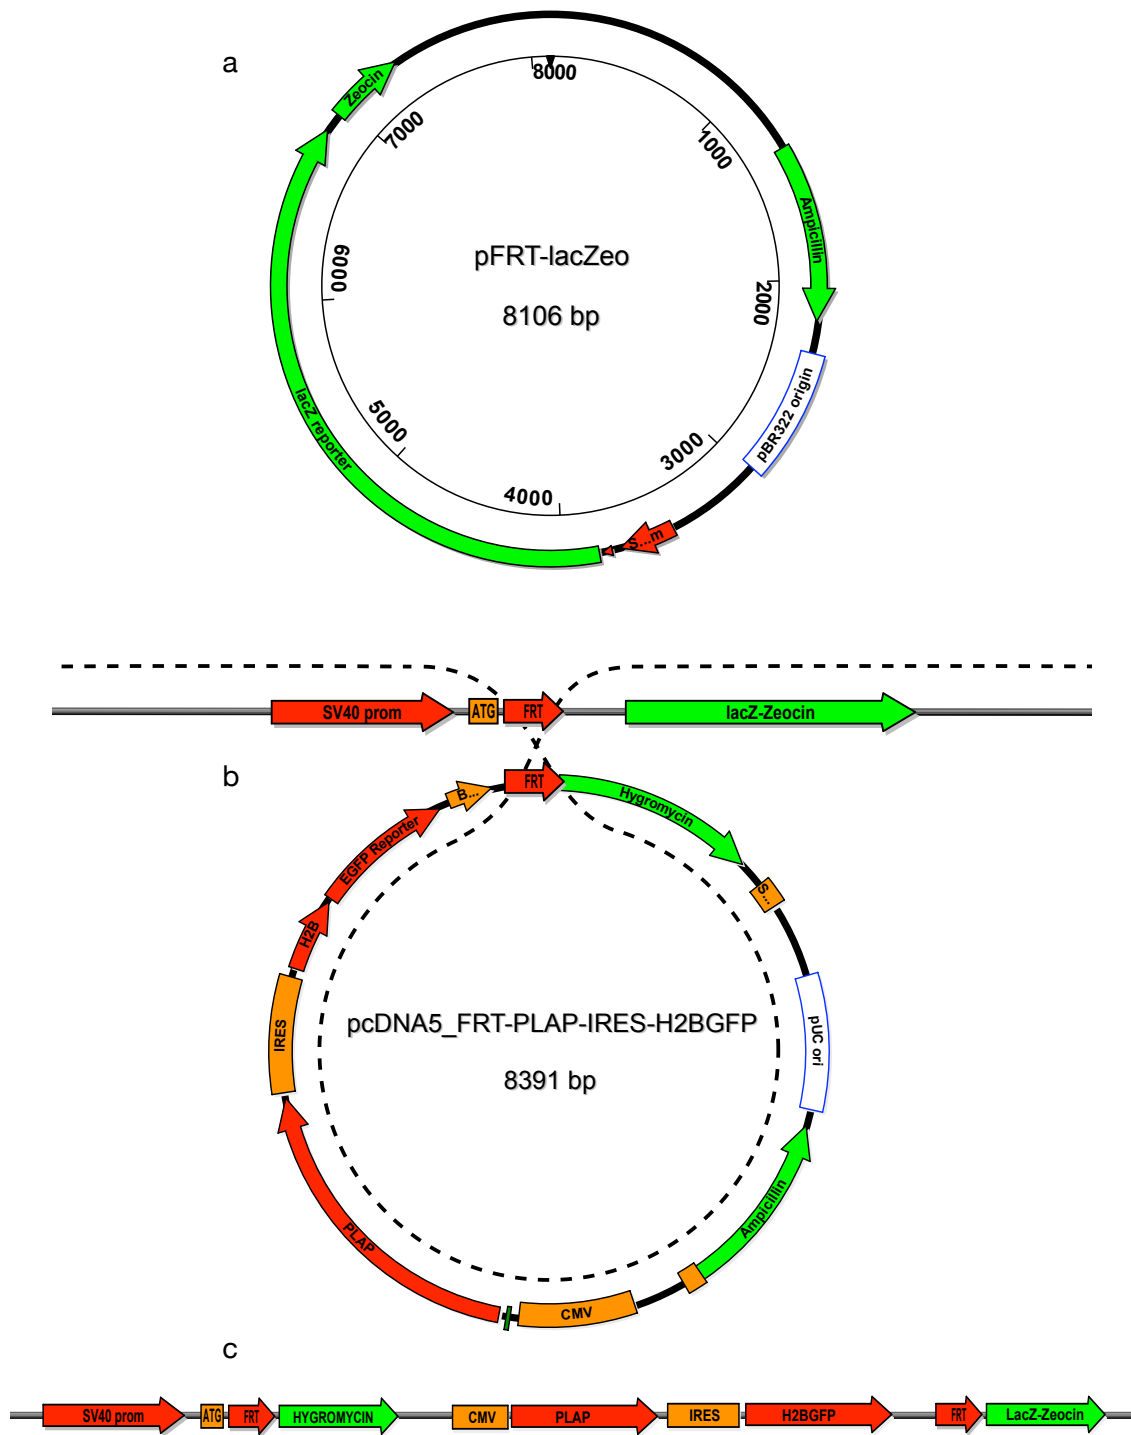 a
8000
1000
2000
3000
4000
5000
6000
7000
Zeocin
Ampicillin
pBR322 origin
S...m
lacZ reporter
pFRT-lacZeo
8106 bp
SV40 prom
ATG
FRT
lacZ-Zeocin
b
FRT
Hygromycin
S...
pUC ori
Ampicillin
CMV
PLAP
IRES
H2B
EGFP Reporter
B...
pcDNA5_FRT-PLAP-IRES-H2BGFP
8391 bp
c
SV40 prom
ATG
FRT
HYGROMYCIN
CMV
PLAP
IRES
H2BGFP
FRT
LacZ-Zeocin